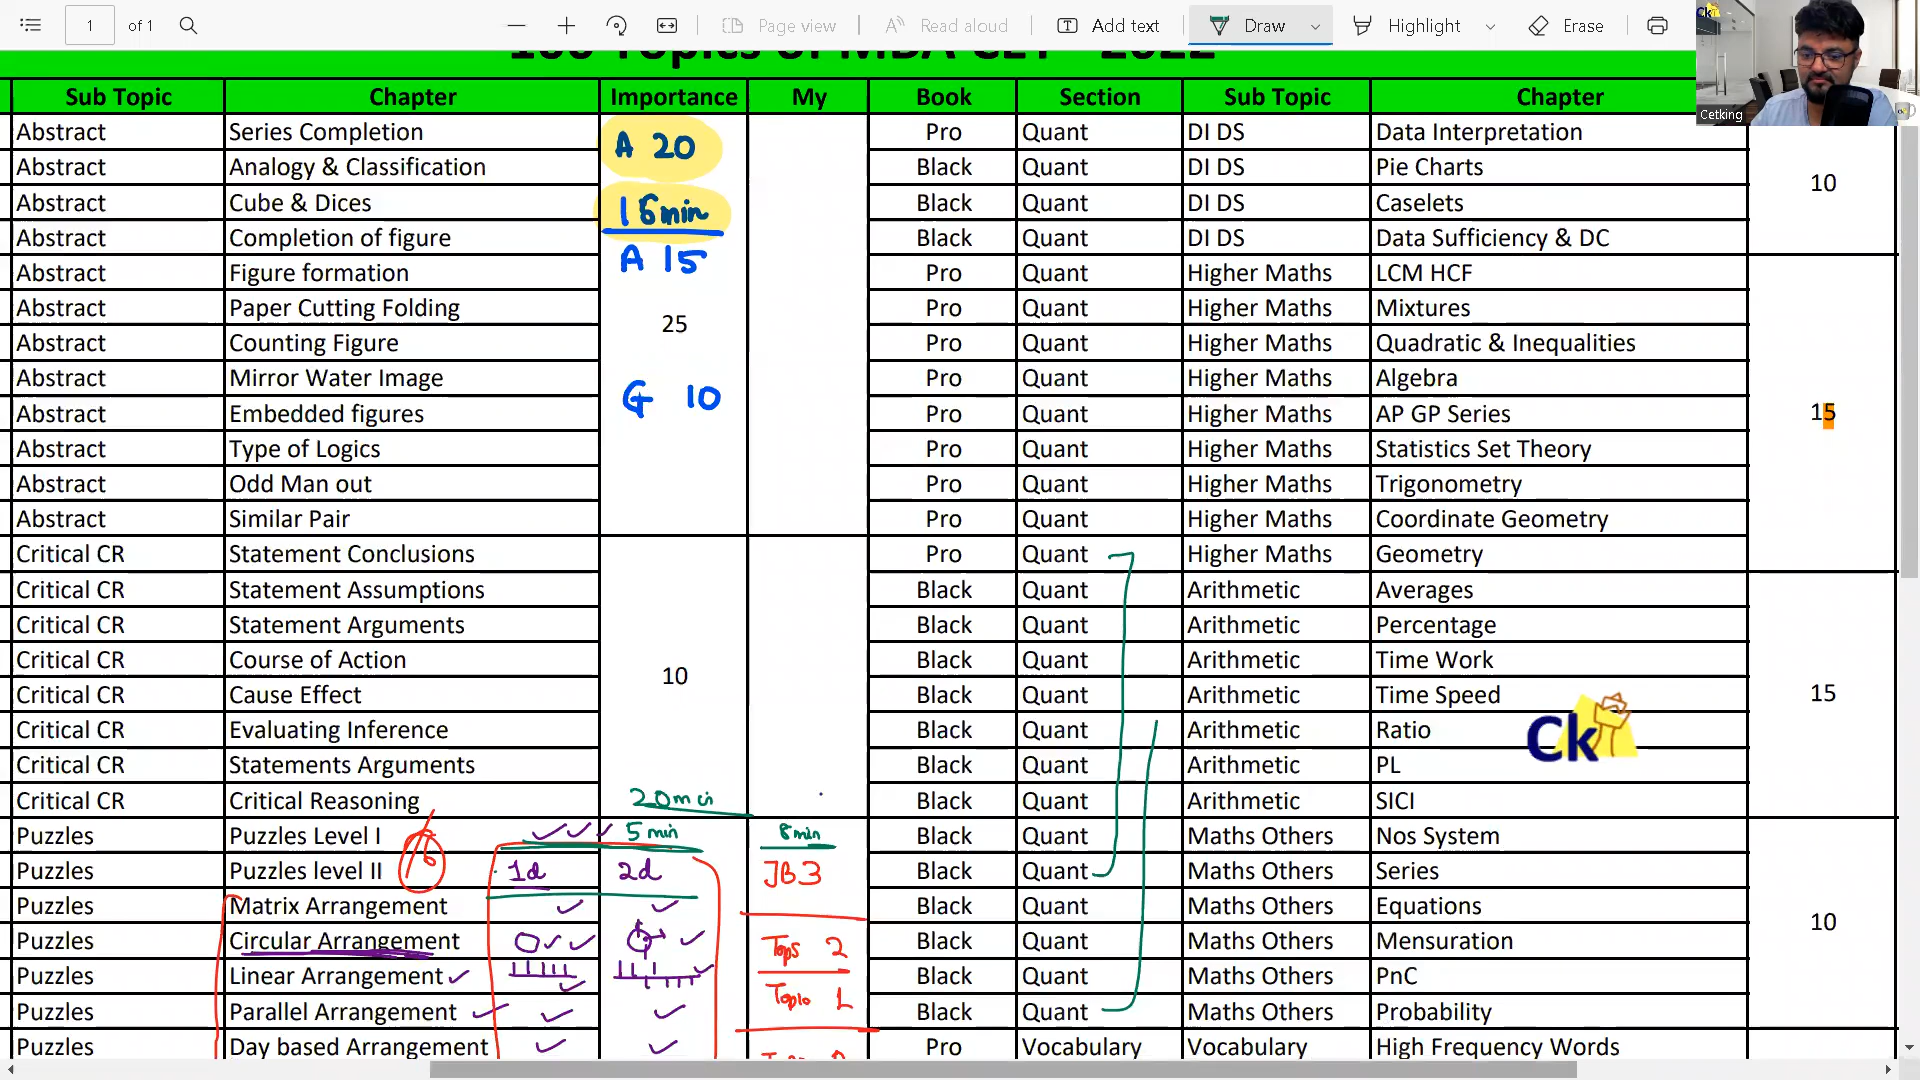 1 of 1 Page view Read aloud Add text Draw Highlight Erase
100 Topics of MBA CET - 2022
Cetking
Sub Topic Chapter Importance My Book Section Sub Topic Chapter
Abstract Series Completion A 20 Pro Quant DI DS Data Interpretation
Abstract Analogy & Classification Black Quant DI DS Pie Charts 10
Abstract Cube & Dices 15min Black Quant DI DS Caselets
Abstract Completion of figure A 15 Black Quant DI DS Data Sufficiency & DC
Abstract Figure formation Pro Quant Higher Maths LCM HCF
Abstract Paper Cutting Folding 25 Pro Quant Higher Maths Mixtures
Abstract Counting Figure Pro Quant Higher Maths Quadratic & Inequalities
Abstract Mirror Water Image G 10 Pro Quant Higher Maths Algebra
Abstract Embedded figures Pro Quant Higher Maths AP GP Series 15
Abstract Type of Logics Pro Quant Higher Maths Statistics Set Theory
Abstract Odd Man out Pro Quant Higher Maths Trigonometry
Abstract Similar Pair Pro Quant Higher Maths Coordinate Geometry
Critical CR Statement Conclusions Pro Quant Higher Maths Geometry
Critical CR Statement Assumptions Black Quant Arithmetic Averages
Critical CR Statement Arguments Black Quant Arithmetic Percentage
Critical CR Course of Action 10 Black Quant Arithmetic Time Work
Critical CR Cause Effect Black Quant Arithmetic Time Speed 15
Critical CR Evaluating Inference Black Quant Arithmetic Ratio Ck
Critical CR Statements Arguments Black Quant Arithmetic PL
Critical CR Critical Reasoning 20min Black Quant Arithmetic SICI
Puzzles Puzzles Level I 5 min 8min Black Quant Maths Others Nos System
Puzzles Puzzles level II 1d 2d JB3 Black Quant Maths Others Series
Puzzles Matrix Arrangement Black Quant Maths Others Equations 10
Puzzles Circular Arrangement Tops 2 Black Quant Maths Others Mensuration
Puzzles Linear Arrangement Black Quant Maths Others PnC
Puzzles Parallel Arrangement Topic 1 Black Quant Maths Others Probability
Puzzles Day based Arrangement Pro Vocabulary Vocabulary High Frequency Words